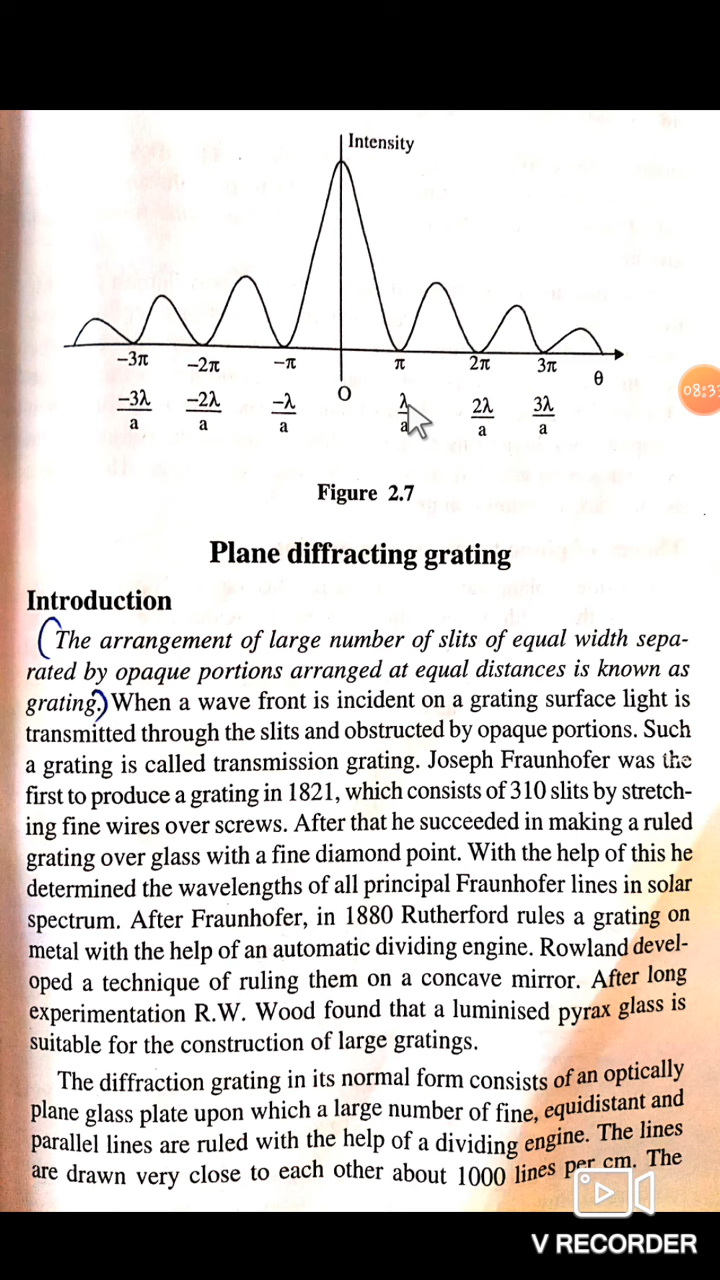 Intensity
−3π −2π −π π 2π 3π
θ
−3λ/a −2λ/a −λ/a O λ/a 2λ/a 3λ/a
Figure 2.7
Plane diffracting grating
Introduction
(The arrangement of large number of slits of equal width sepa-
rated by opaque portions arranged at equal distances is known as
grating.) When a wave front is incident on a grating surface light is
transmitted through the slits and obstructed by opaque portions. Such
a grating is called transmission grating. Joseph Fraunhofer was the
first to produce a grating in 1821, which consists of 310 slits by stretch-
ing fine wires over screws. After that he succeeded in making a ruled
grating over glass with a fine diamond point. With the help of this he
determined the wavelengths of all principal Fraunhofer lines in solar
spectrum. After Fraunhofer, in 1880 Rutherford rules a grating on
metal with the help of an automatic dividing engine. Rowland devel-
oped a technique of ruling them on a concave mirror. After long
experimentation R.W. Wood found that a luminised pyrax glass is
suitable for the construction of large gratings.
The diffraction grating in its normal form consists of an optically
plane glass plate upon which a large number of fine, equidistant and
parallel lines are ruled with the help of a dividing engine. The lines
are drawn very close to each other about 1000 lines per cm. The
V RECORDER